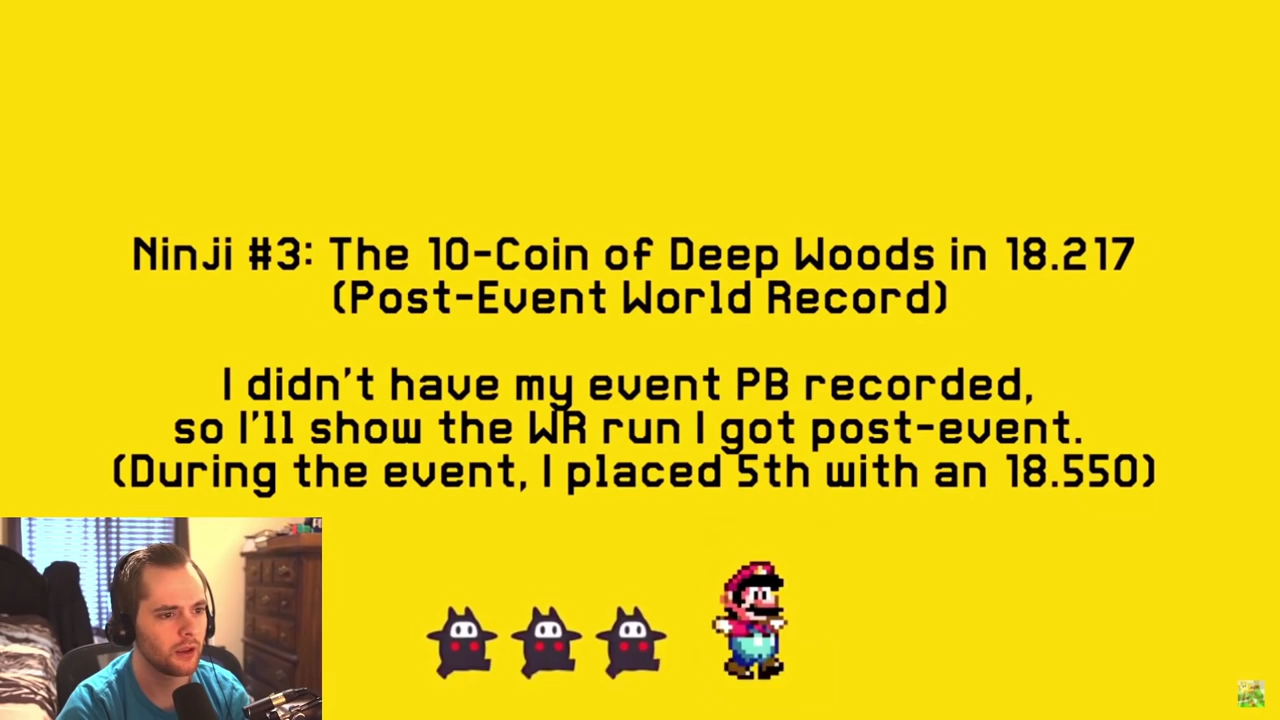 Ninji #3: The 10-Coin of Deep Woods in 18.217
(Post-Event World Record)
I didn't have my event PB recorded,
so I'll show the WR run I got post-event.
(During the event, I placed 5th with an 18.550)